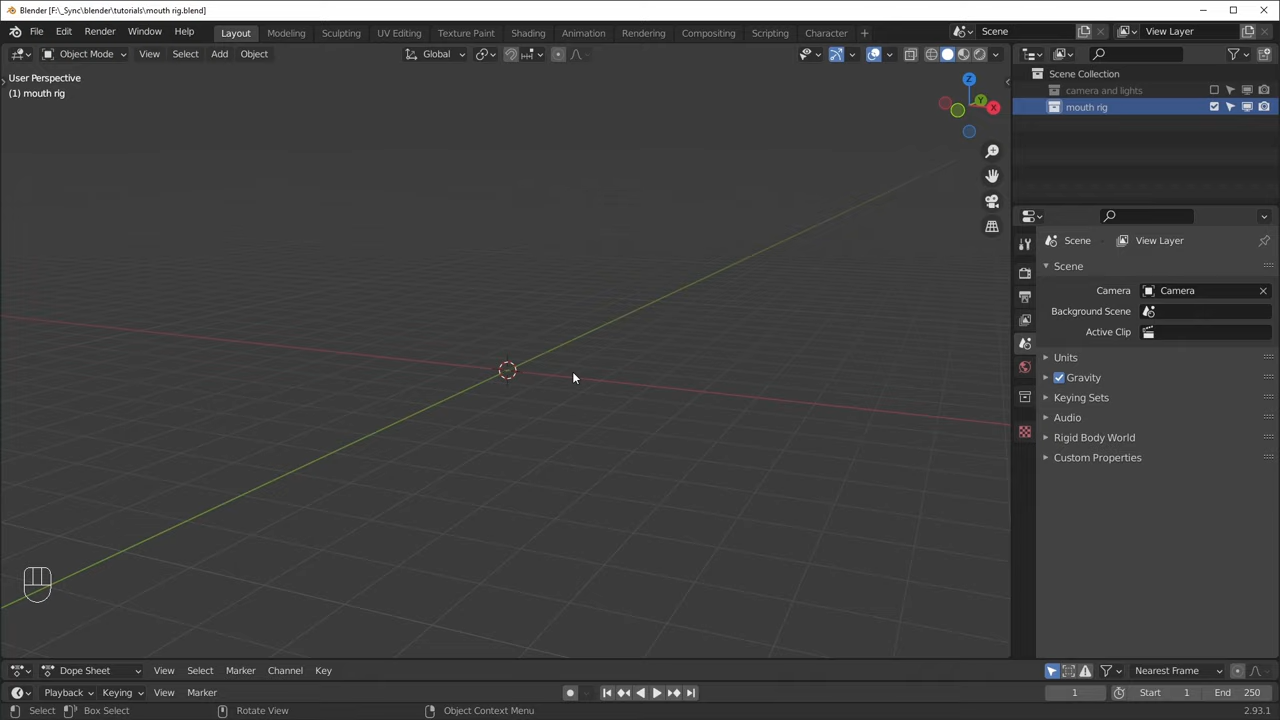 Blender [F:\_Sync\blender\tutorials\mouth rig.blend]
File Edit Render Window Help Layout Modeling Sculpting UV Editing Texture Paint Shading Animation Rendering Compositing Scripting Character + Scene View Layer
Object Mode View Select Add Object Global
User Perspective
(1) mouth rig
Z
Y
X
Scene Collection
camera and lights
mouth rig
Scene View Layer
Scene
Camera Camera
Background Scene
Active Clip
Units
Gravity
Keying Sets
Audio
Rigid Body World
Custom Properties
Dope Sheet View Select Marker Channel Key Nearest Frame
Playback Keying View Marker 1 Start 1 End 250
Select Box Select Rotate View Object Context Menu 2.93.1